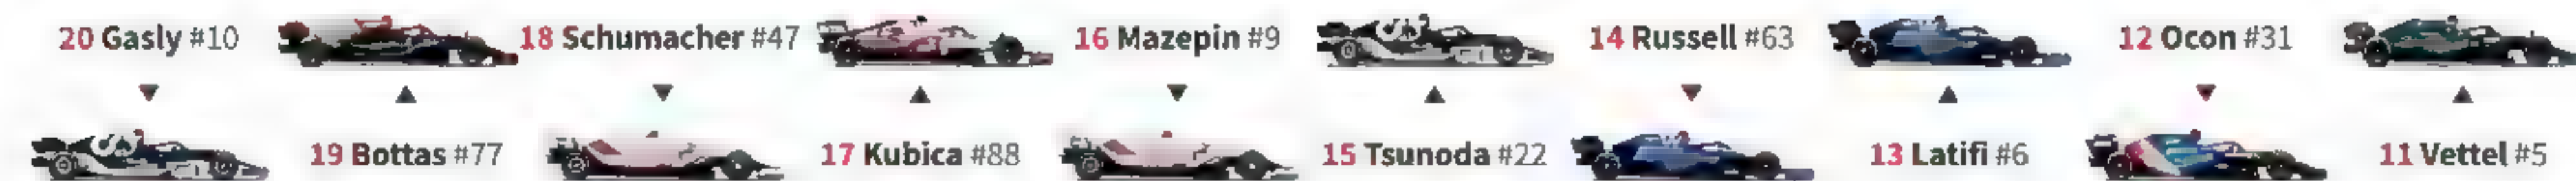 20 Gasly #10 18 Schumacher #47 16 Mazepin #9 14 Russell #63 12 Ocon #31
19 Bottas #77 17 Kubica #88 15 Tsunoda #22 13 Latifi #6 11 Vettel #5